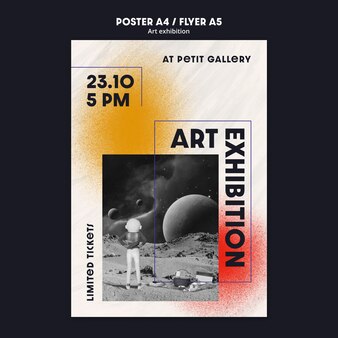 POSTER A4 / FLYER A5
Art exhibition
AT PETIT GALLERY
23.10
5 PM
ART
EXHIBITION
LIMITED TICKETS